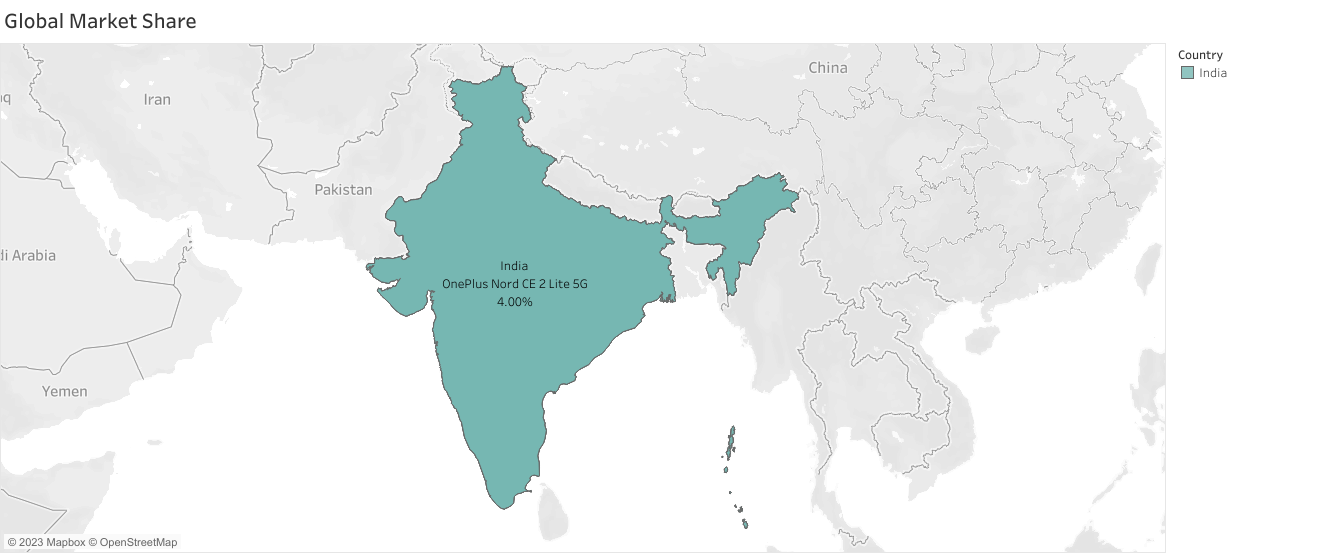 Global Market Share
Country
India
China
Iran
Pakistan
India
OnePlus Nord CE 2 Lite 5G
4.00%
Yemen
di Arabia
q
© 2023 Mapbox © OpenStreetMap